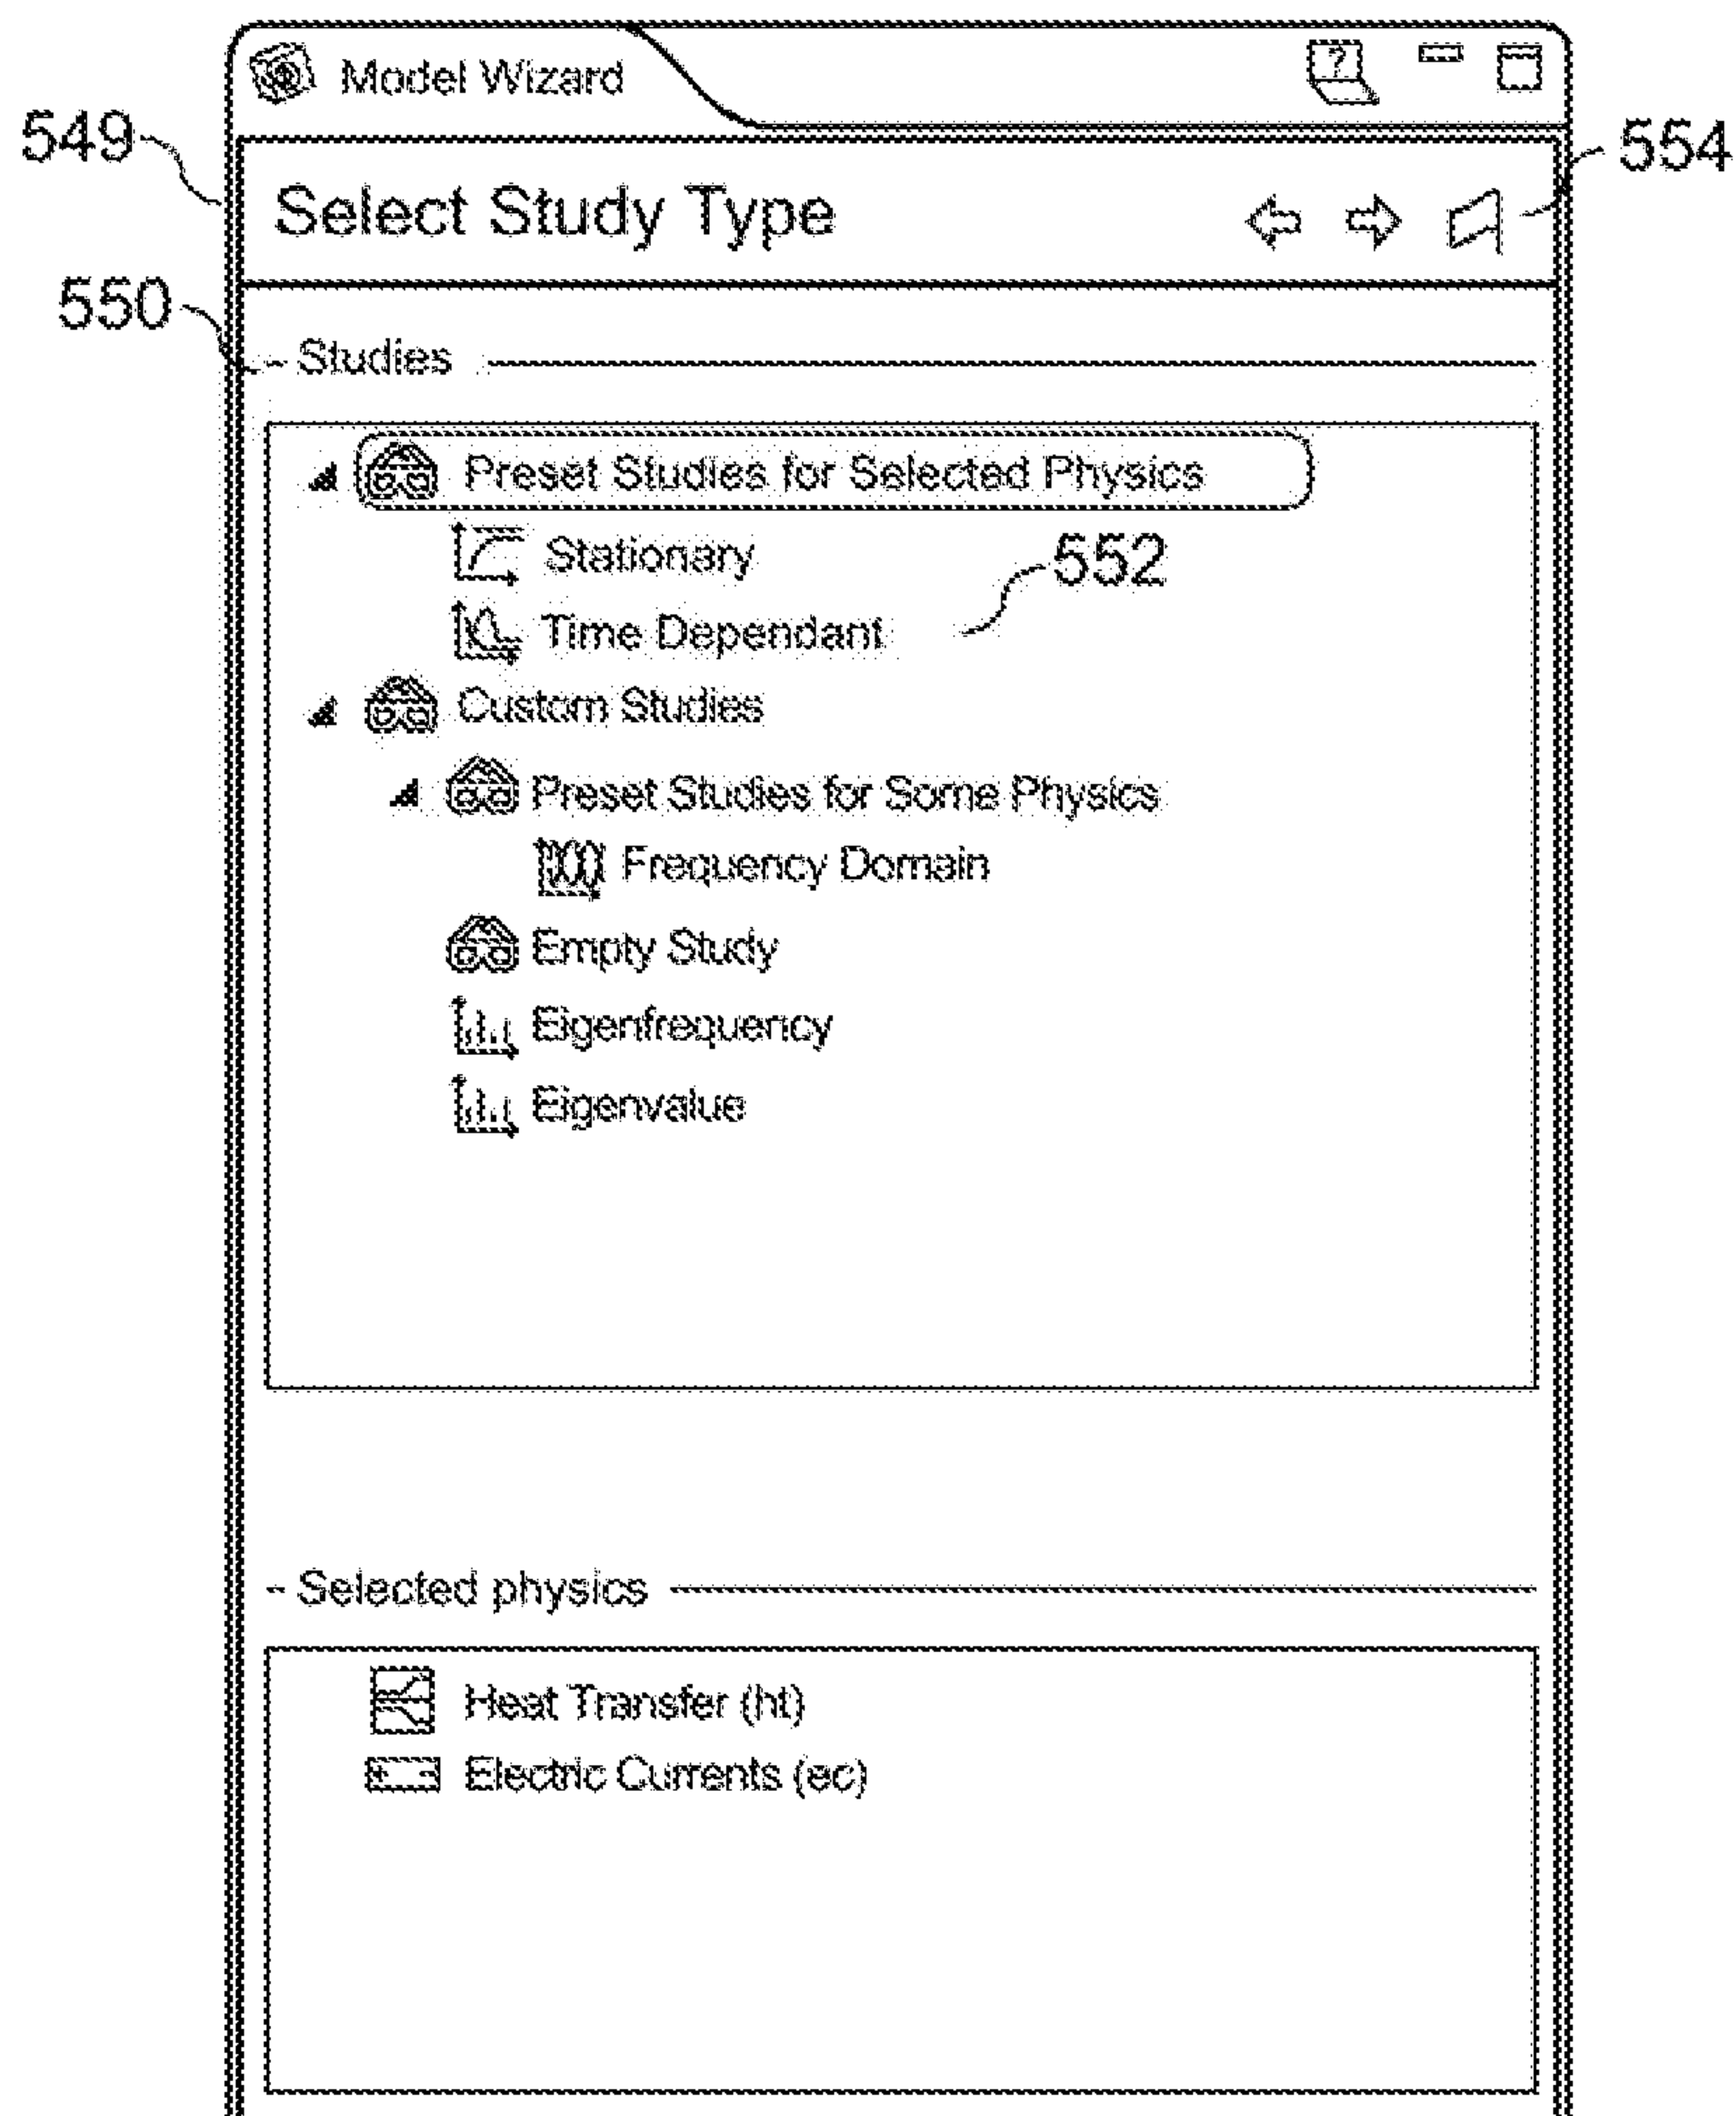 Model Wizard ?
549
554
Select Study Type
550
Studies
Preset Studies for Selected Physics
Stationary
552
Time Dependant
Custom Studies
Preset Studies for Some Physics
Frequency Domain
Empty Study
Eigenfrequency
Eigenvalue
Selected physics
Heat Transfer (ht)
Electric Currents (ec)